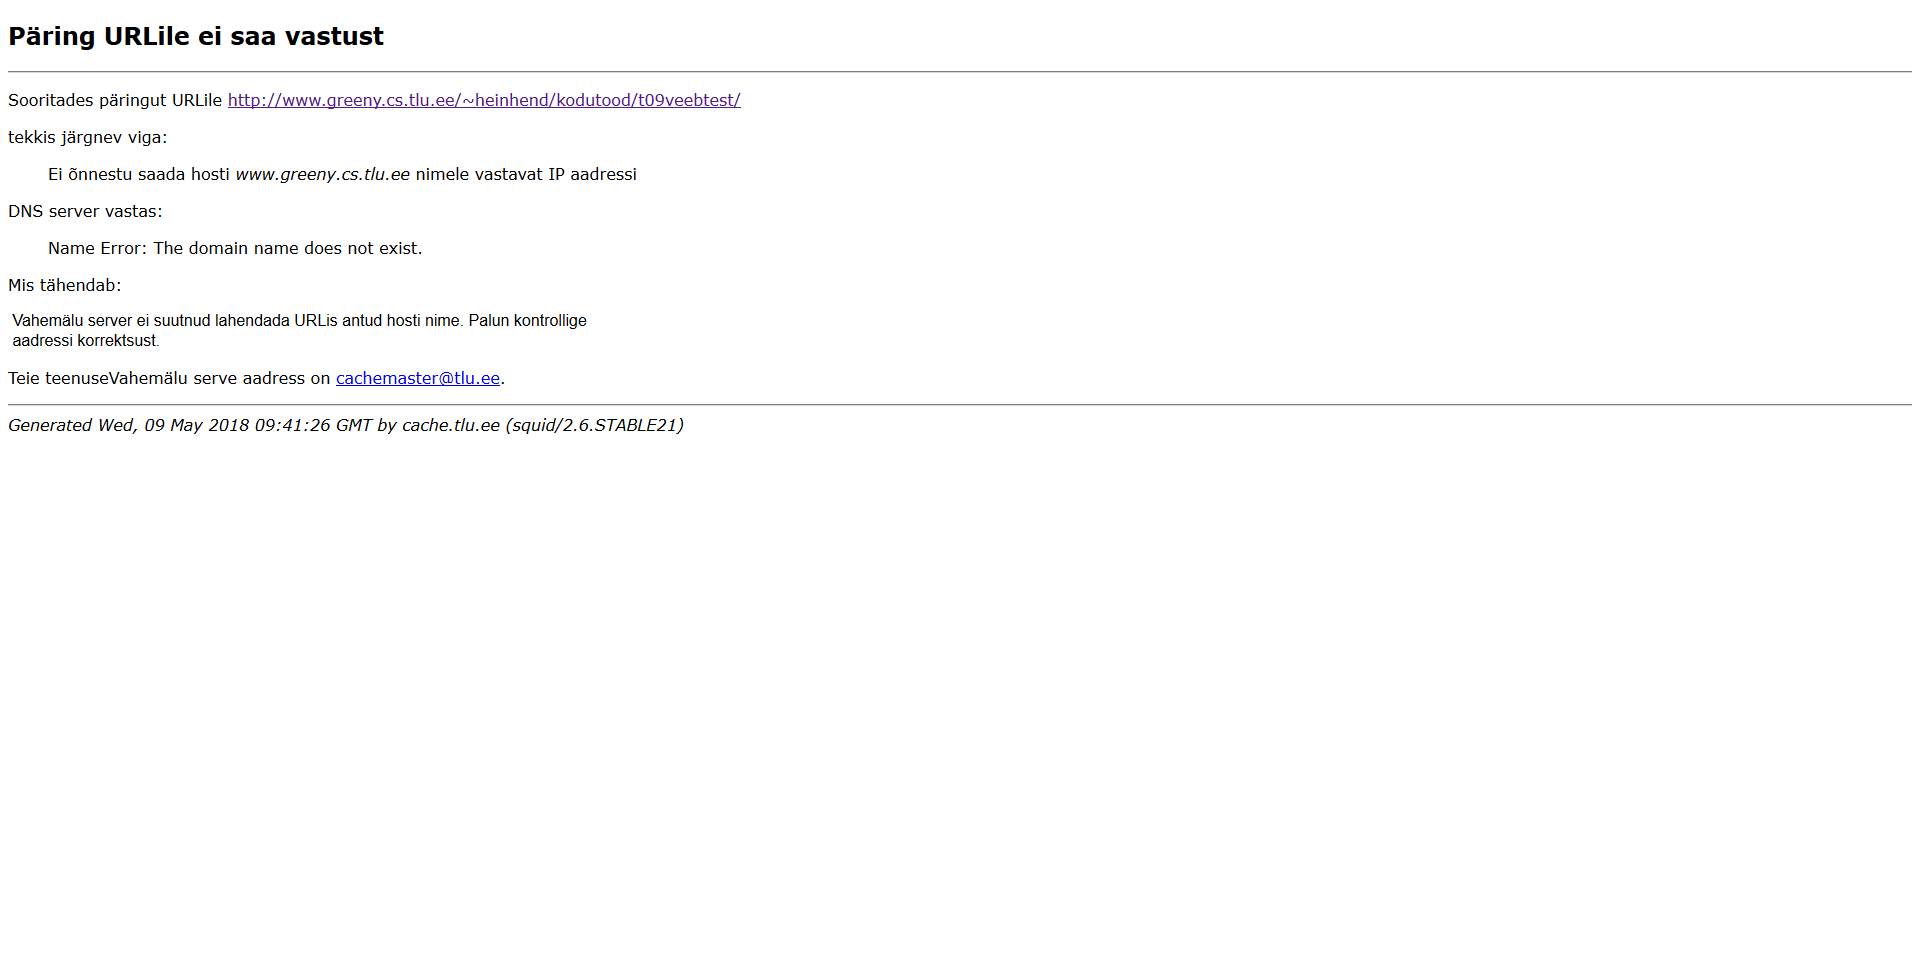 Päring URLile ei saa vastust
Sooritades päringut URLile http://www.greeny.cs.tlu.ee/~heinhend/kodutood/t09veebtest/
tekkis järgnev viga:
Ei õnnestu saada hosti www.greeny.cs.tlu.ee nimele vastavat IP aadressi
DNS server vastas:
Name Error: The domain name does not exist.
Mis tähendab:
Vahemälu server ei suutnud lahendada URLis antud hosti nime. Palun kontrollige
aadressi korrektsust.
Teie teenuseVahemälu serve aadress on cachemaster@tlu.ee.
Generated Wed, 09 May 2018 09:41:26 GMT by cache.tlu.ee (squid/2.6.STABLE21)